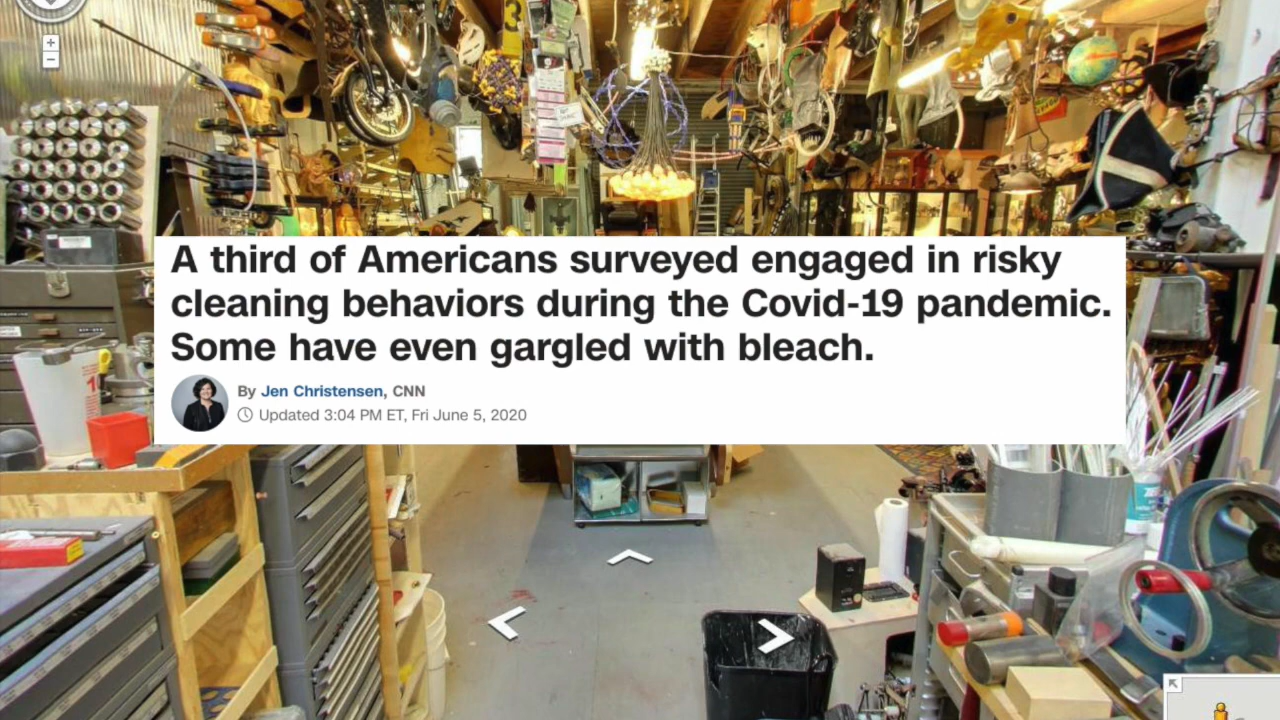 A third of Americans surveyed engaged in risky
cleaning behaviors during the Covid-19 pandemic.
Some have even gargled with bleach.
By Jen Christensen, CNN
Updated 3:04 PM ET, Fri June 5, 2020